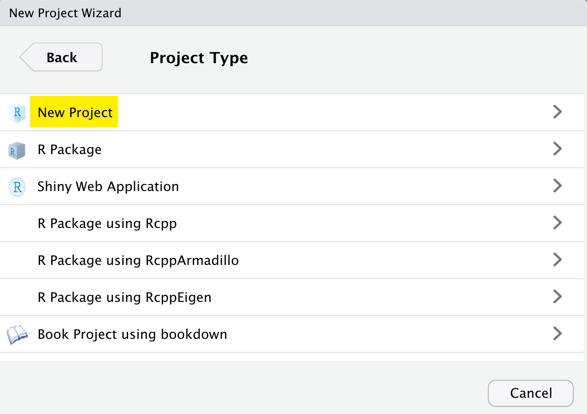 New Project Wizard
Back
Project Type
R New Project
R R Package
R Shiny Web Application
R Package using Rcpp
R Package using RcppArmadillo
R Package using RcppEigen
Book Project using bookdown
Cancel